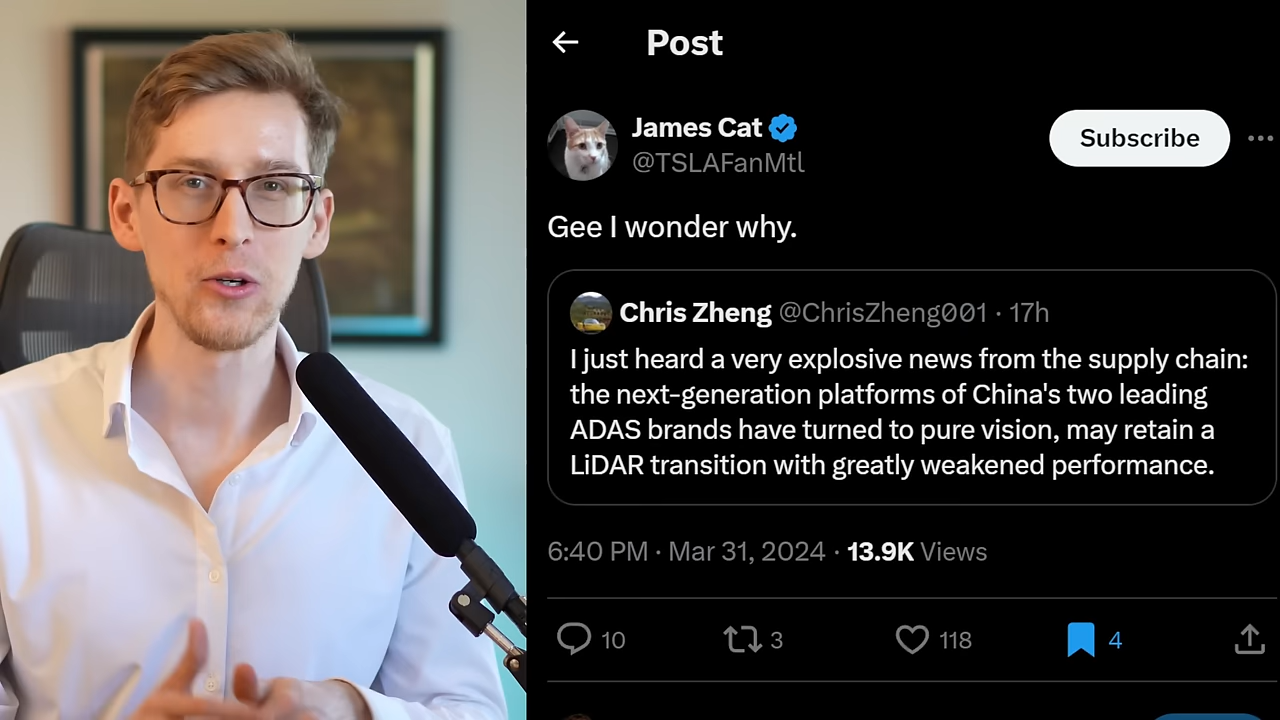 Post
James Cat
@TSLAFanMtl
Subscribe
Gee I wonder why.
Chris Zheng @ChrisZheng001 · 17h
I just heard a very explosive news from the supply chain:
the next-generation platforms of China's two leading
ADAS brands have turned to pure vision, may retain a
LiDAR transition with greatly weakened performance.
6:40 PM · Mar 31, 2024 · 13.9K Views
10
3
118
4